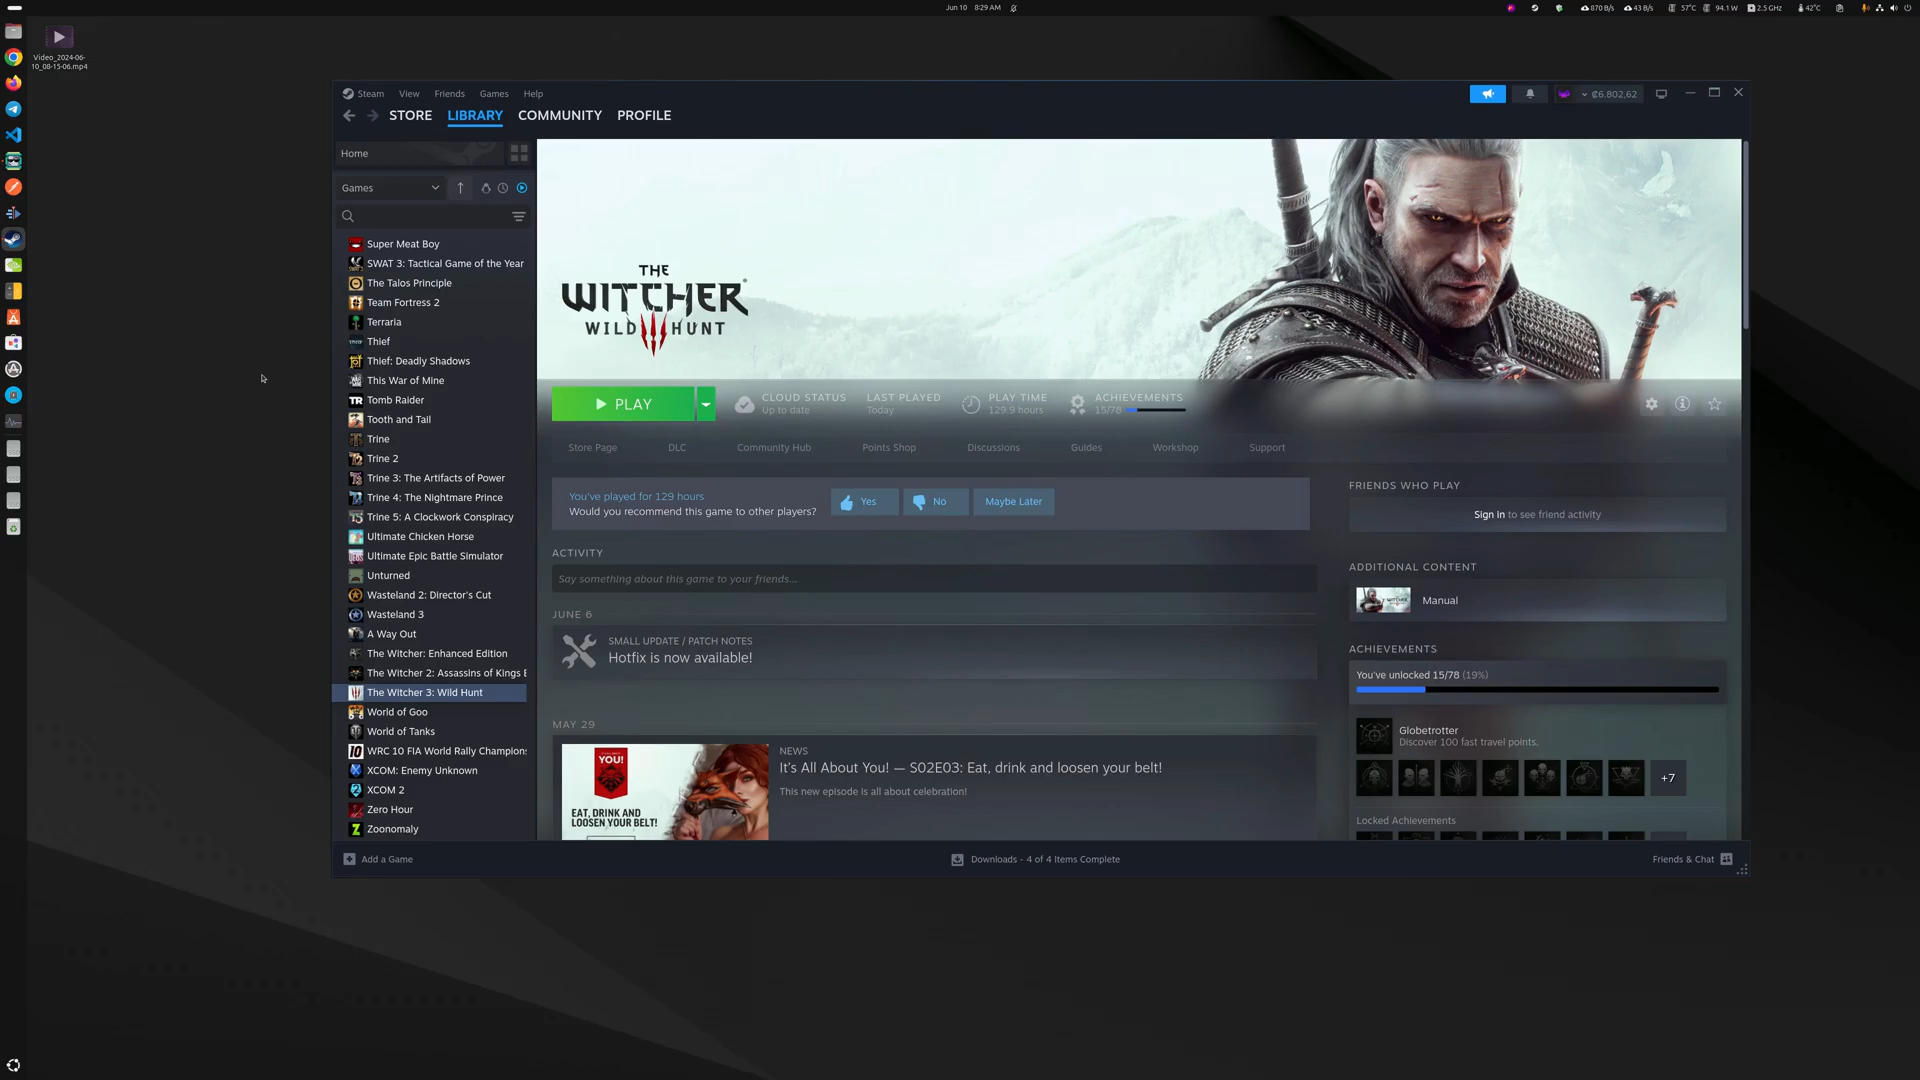 Jun 10 8:29 AM
870 B/s 43 B/s 57°C 94.1 W 2.5 GHz 42°C
Video_2024-06-
10_08-15-06.mp4
Steam View Friends Games Help
₡6.802,62
STORE LIBRARY COMMUNITY PROFILE
Home
Games
Super Meat Boy
SWAT 3: Tactical Game of the Year
The Talos Principle
Team Fortress 2
Terraria
Thief
Thief: Deadly Shadows
This War of Mine
Tomb Raider
Tooth and Tail
Trine
Trine 2
Trine 3: The Artifacts of Power
Trine 4: The Nightmare Prince
Trine 5: A Clockwork Conspiracy
Ultimate Chicken Horse
Ultimate Epic Battle Simulator
Unturned
Wasteland 2: Director's Cut
Wasteland 3
A Way Out
The Witcher: Enhanced Edition
The Witcher 2: Assassins of Kings E
The Witcher 3: Wild Hunt
World of Goo
World of Tanks
WRC 10 FIA World Rally Champion
XCOM: Enemy Unknown
XCOM 2
Zero Hour
Zoonomaly
THE
WITCHER
WILD HUNT
PLAY
CLOUD STATUS
Up to date
LAST PLAYED
Today
PLAY TIME
129.9 hours
ACHIEVEMENTS
15/78
Store Page DLC Community Hub Points Shop Discussions Guides Workshop Support
You've played for 129 hours
Would you recommend this game to other players?
Yes No Maybe Later
ACTIVITY
Say something about this game to your friends...
JUNE 6
SMALL UPDATE / PATCH NOTES
Hotfix is now available!
MAY 29
YOU!
EAT, DRINK AND
LOOSEN YOUR BELT!
NEWS
It's All About You! — S02E03: Eat, drink and loosen your belt!
This new episode is all about celebration!
FRIENDS WHO PLAY
Sign in to see friend activity
ADDITIONAL CONTENT
Manual
ACHIEVEMENTS
You've unlocked 15/78 (19%)
Globetrotter
Discover 100 fast travel points.
+7
Locked Achievements
Add a Game
Downloads - 4 of 4 Items Complete
Friends & Chat